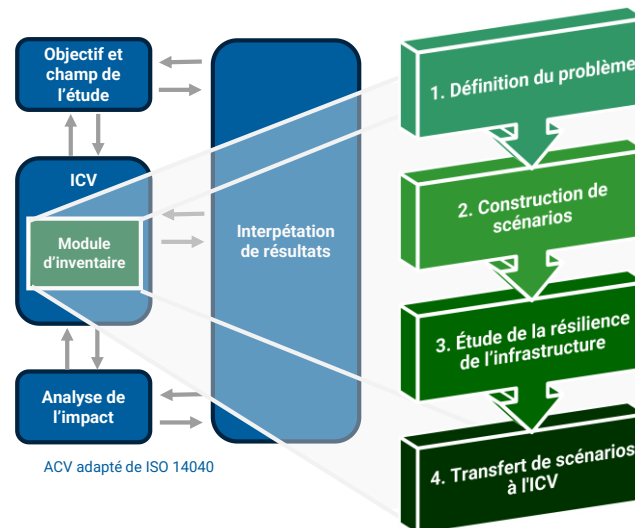 Objectif et
champ de
l'étude
ICV
Module
d'inventaire
Analyse de
l'impact
Interpétation
de résultats
ACV adapté de ISO 14040
1. Définition du problème
2. Construction de
scénarios
3. Étude de la résilience
de l'infrastructure
4. Transfert de scénarios
à l'ICV